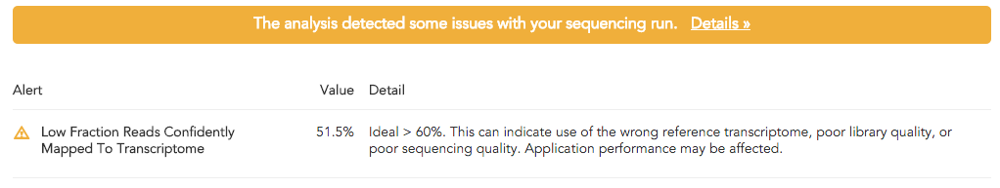 The analysis detected some issues with your sequencing run. Details »
Alert Value Detail
Low Fraction Reads Confidently 51.5% Ideal > 60%. This can indicate use of the wrong reference transcriptome, poor library quality, or
Mapped To Transcriptome poor sequencing quality. Application performance may be affected.